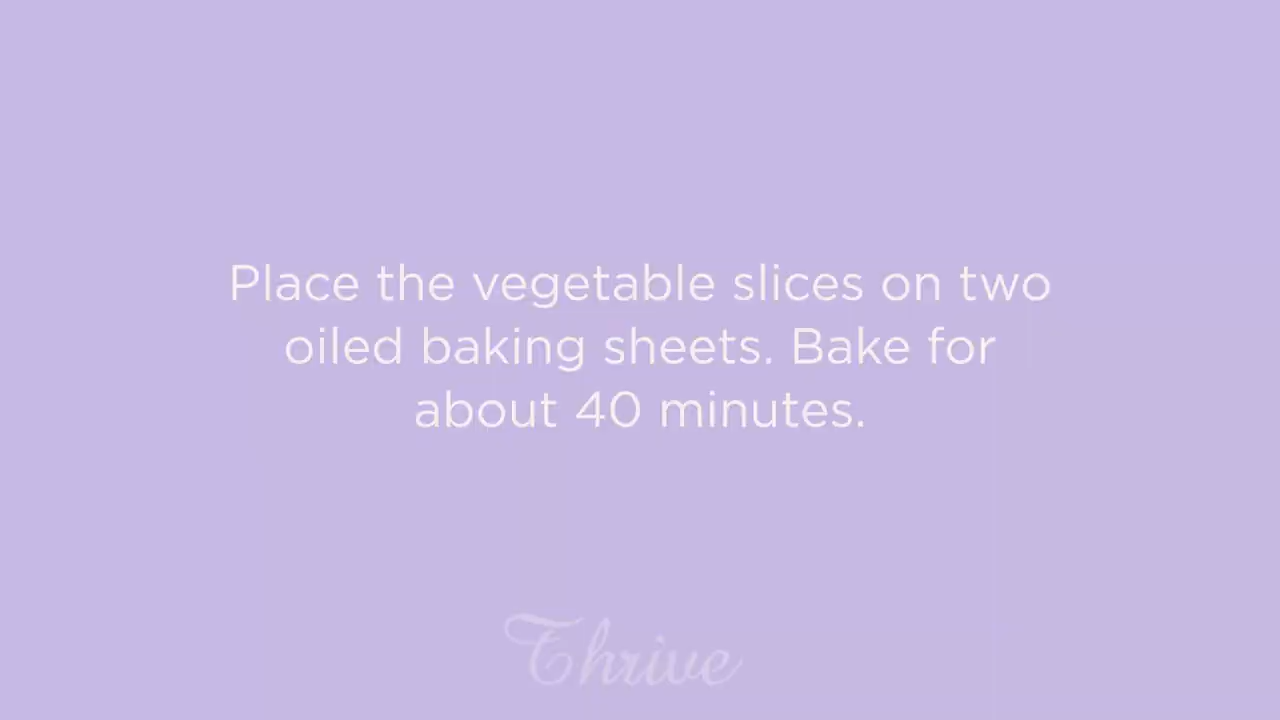 Place the vegetable slices on two
oiled baking sheets. Bake for
about 40 minutes.
Thrive